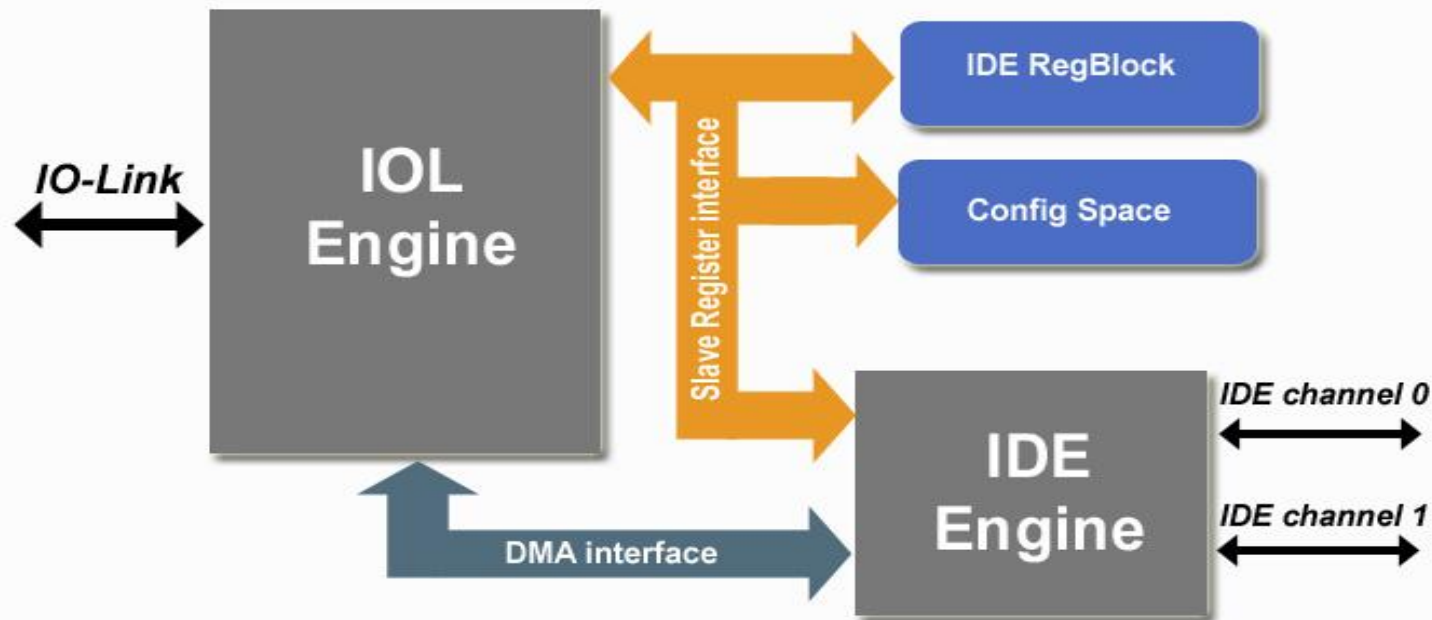 IO-Link
IOL
Engine
Slave Register interface
IDE RegBlock
Config Space
IDE
Engine
IDE channel 0
IDE channel 1
DMA interface